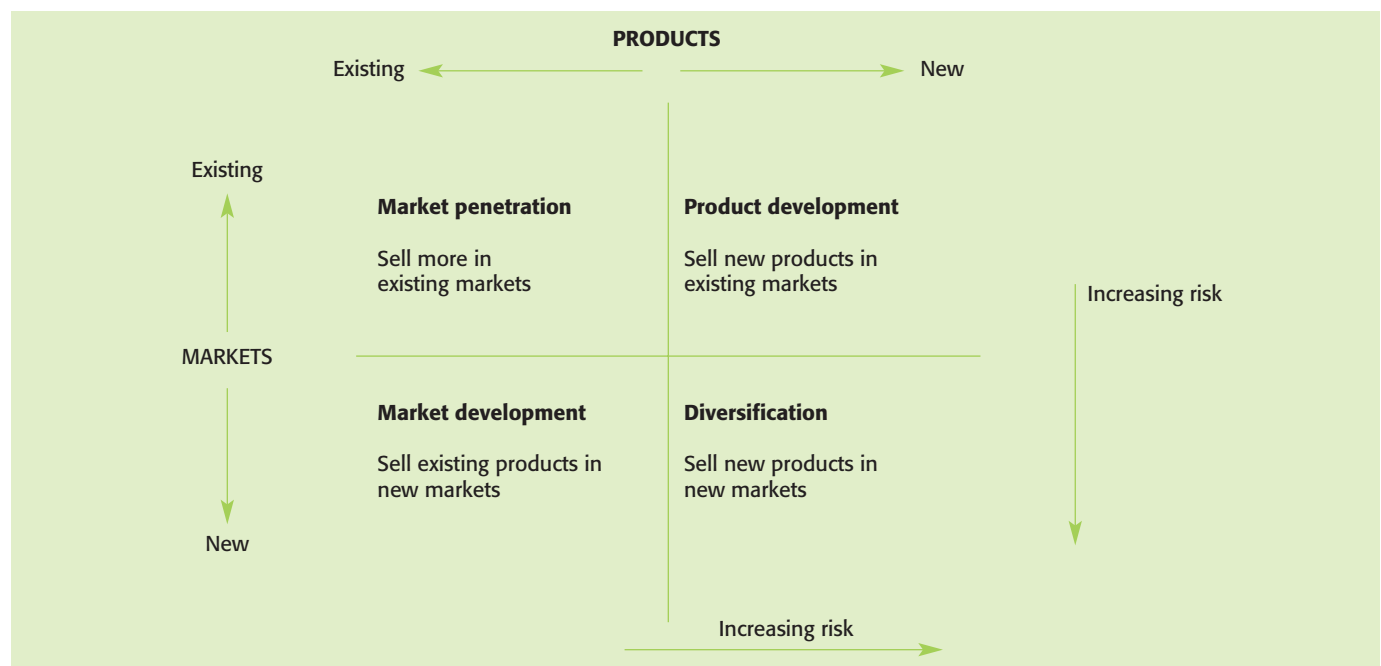 PRODUCTS
Existing
New
Existing
Market penetration
Product development
Sell more in
existing markets
Sell new products in
existing markets
Increasing risk
MARKETS
Market development
Diversification
Sell existing products in
new markets
Sell new products in
new markets
New
Increasing risk